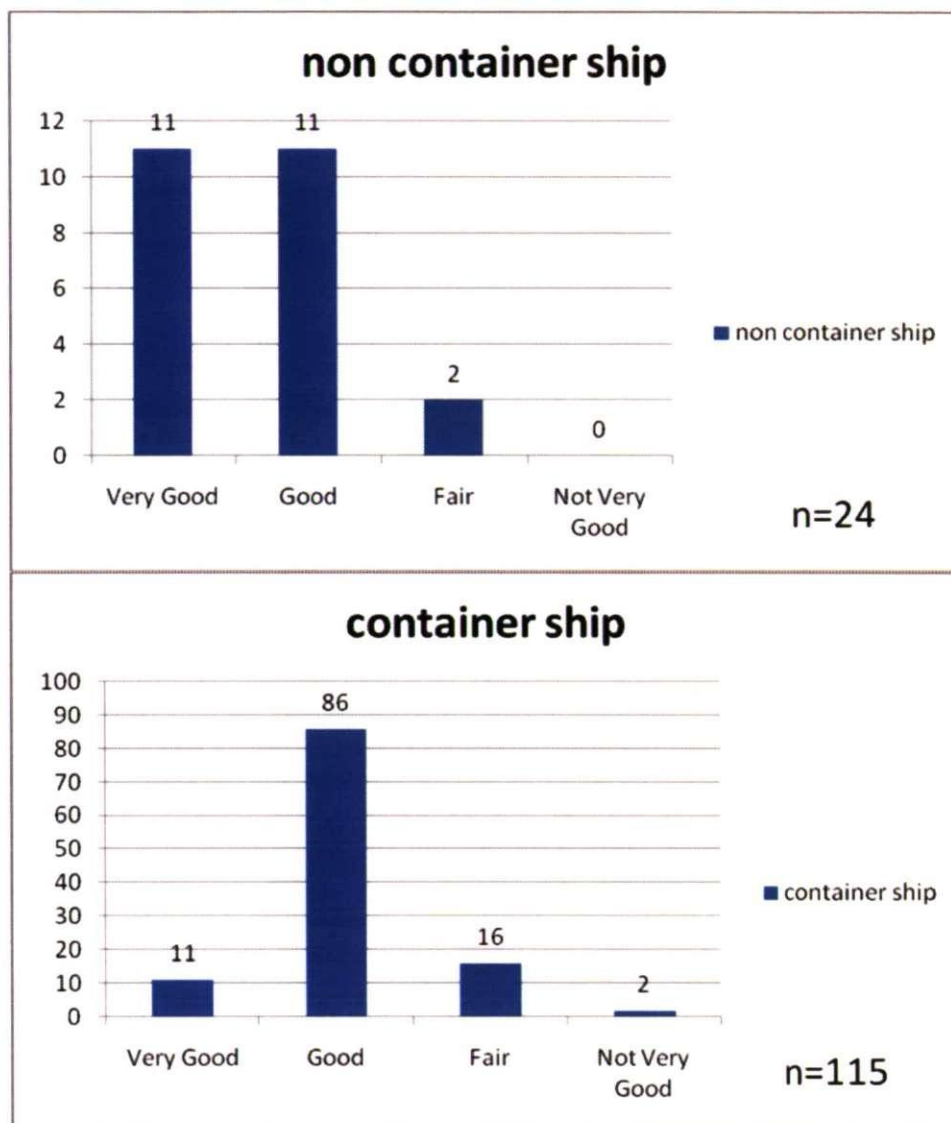 non container ship
12
11
11
10
8
6
4
2
2
0
0
Very Good
Good
Fair
Not Very
Good
non container ship
n=24
container ship
100
90
86
80
70
60
50
40
30
20
16
11
10
2
0
Very Good
Good
Fair
Not Very
Good
container ship
n=115